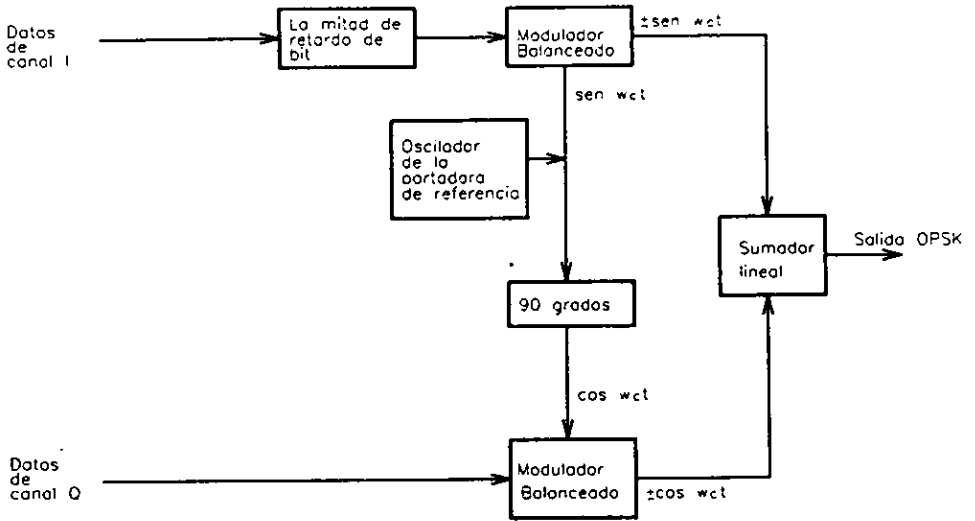 Datos
de
canal I
La mitad de
retardo de
bit
Modulador
Balanceado
±sen wct
sen wct
Oscilador
de la
portadara
de referencia
Sumador
lineal
Salida OPSK
90 grados
cos wct
Datos
de
canal Q
Modulador
Balanceado
±cos wct